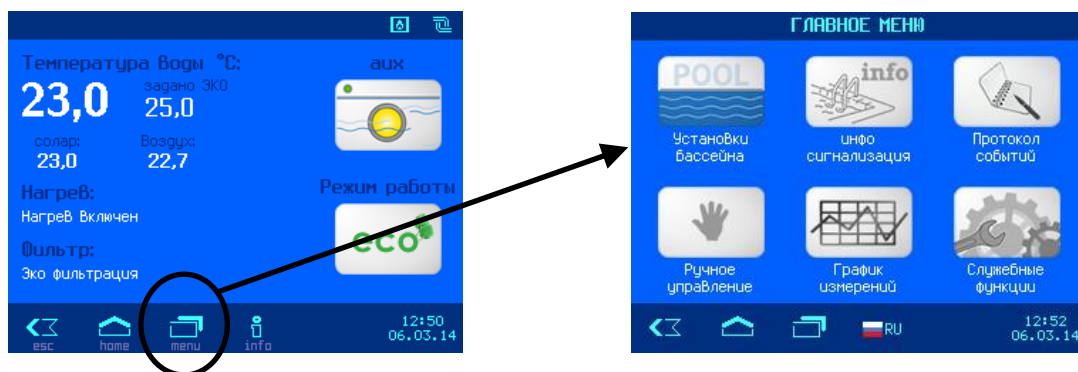 Температура воды °C:
23,0
задано ЭКО
25,0
солар:
23,0
Воздух:
22,7
Нагрев:
Нагрев Включен
Фильтр:
Эко фильтрация
aux
Режим работы
eco
esc
home
menu
info
12:50
06.03.14
ГЛАВНОЕ МЕНЮ
POOL
Установки
бассейна
info
инфо
сигнализация
Протокол
событий
Ручное
управление
График
измерений
Служебные
функции
RU
12:52
06.03.14